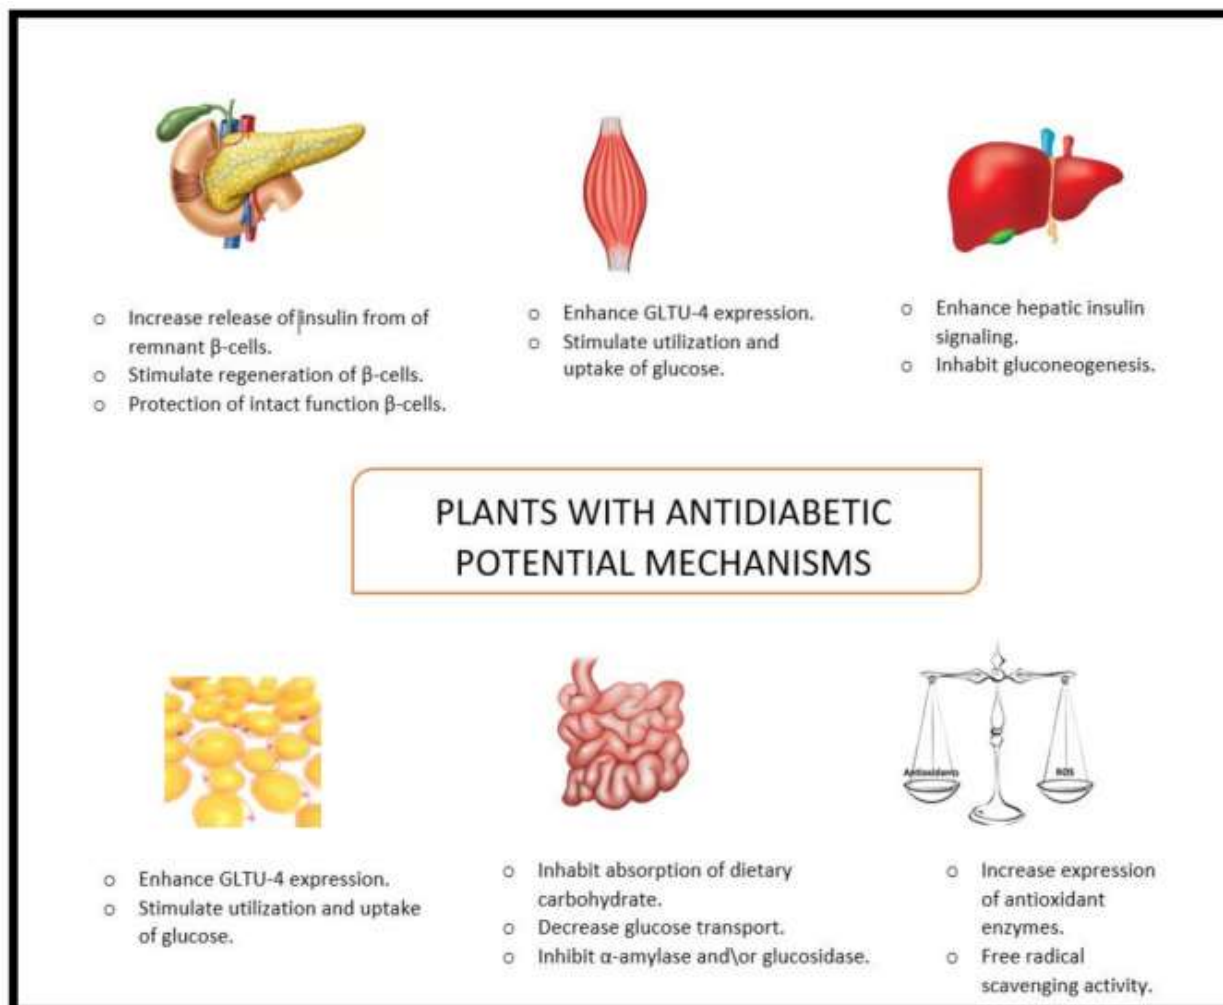 ○ Increase release of insulin from of
remnant β-cells.
○ Stimulate regeneration of β-cells.
○ Protection of intact function β-cells.
○ Enhance GLTU-4 expression.
○ Stimulate utilization and
uptake of glucose.
○ Enhance hepatic insulin
signaling.
○ Inhabit gluconeogenesis.
PLANTS WITH ANTIDIABETIC
POTENTIAL MECHANISMS
○ Enhance GLTU-4 expression.
○ Stimulate utilization and uptake
of glucose.
○ Inhabit absorption of dietary
carbohydrate.
○ Decrease glucose transport.
○ Inhibit α-amylase and\or glucosidase.
Antioxidants
ROS
○ Increase expression
of antioxidant
enzymes.
○ Free radical
scavenging activity.